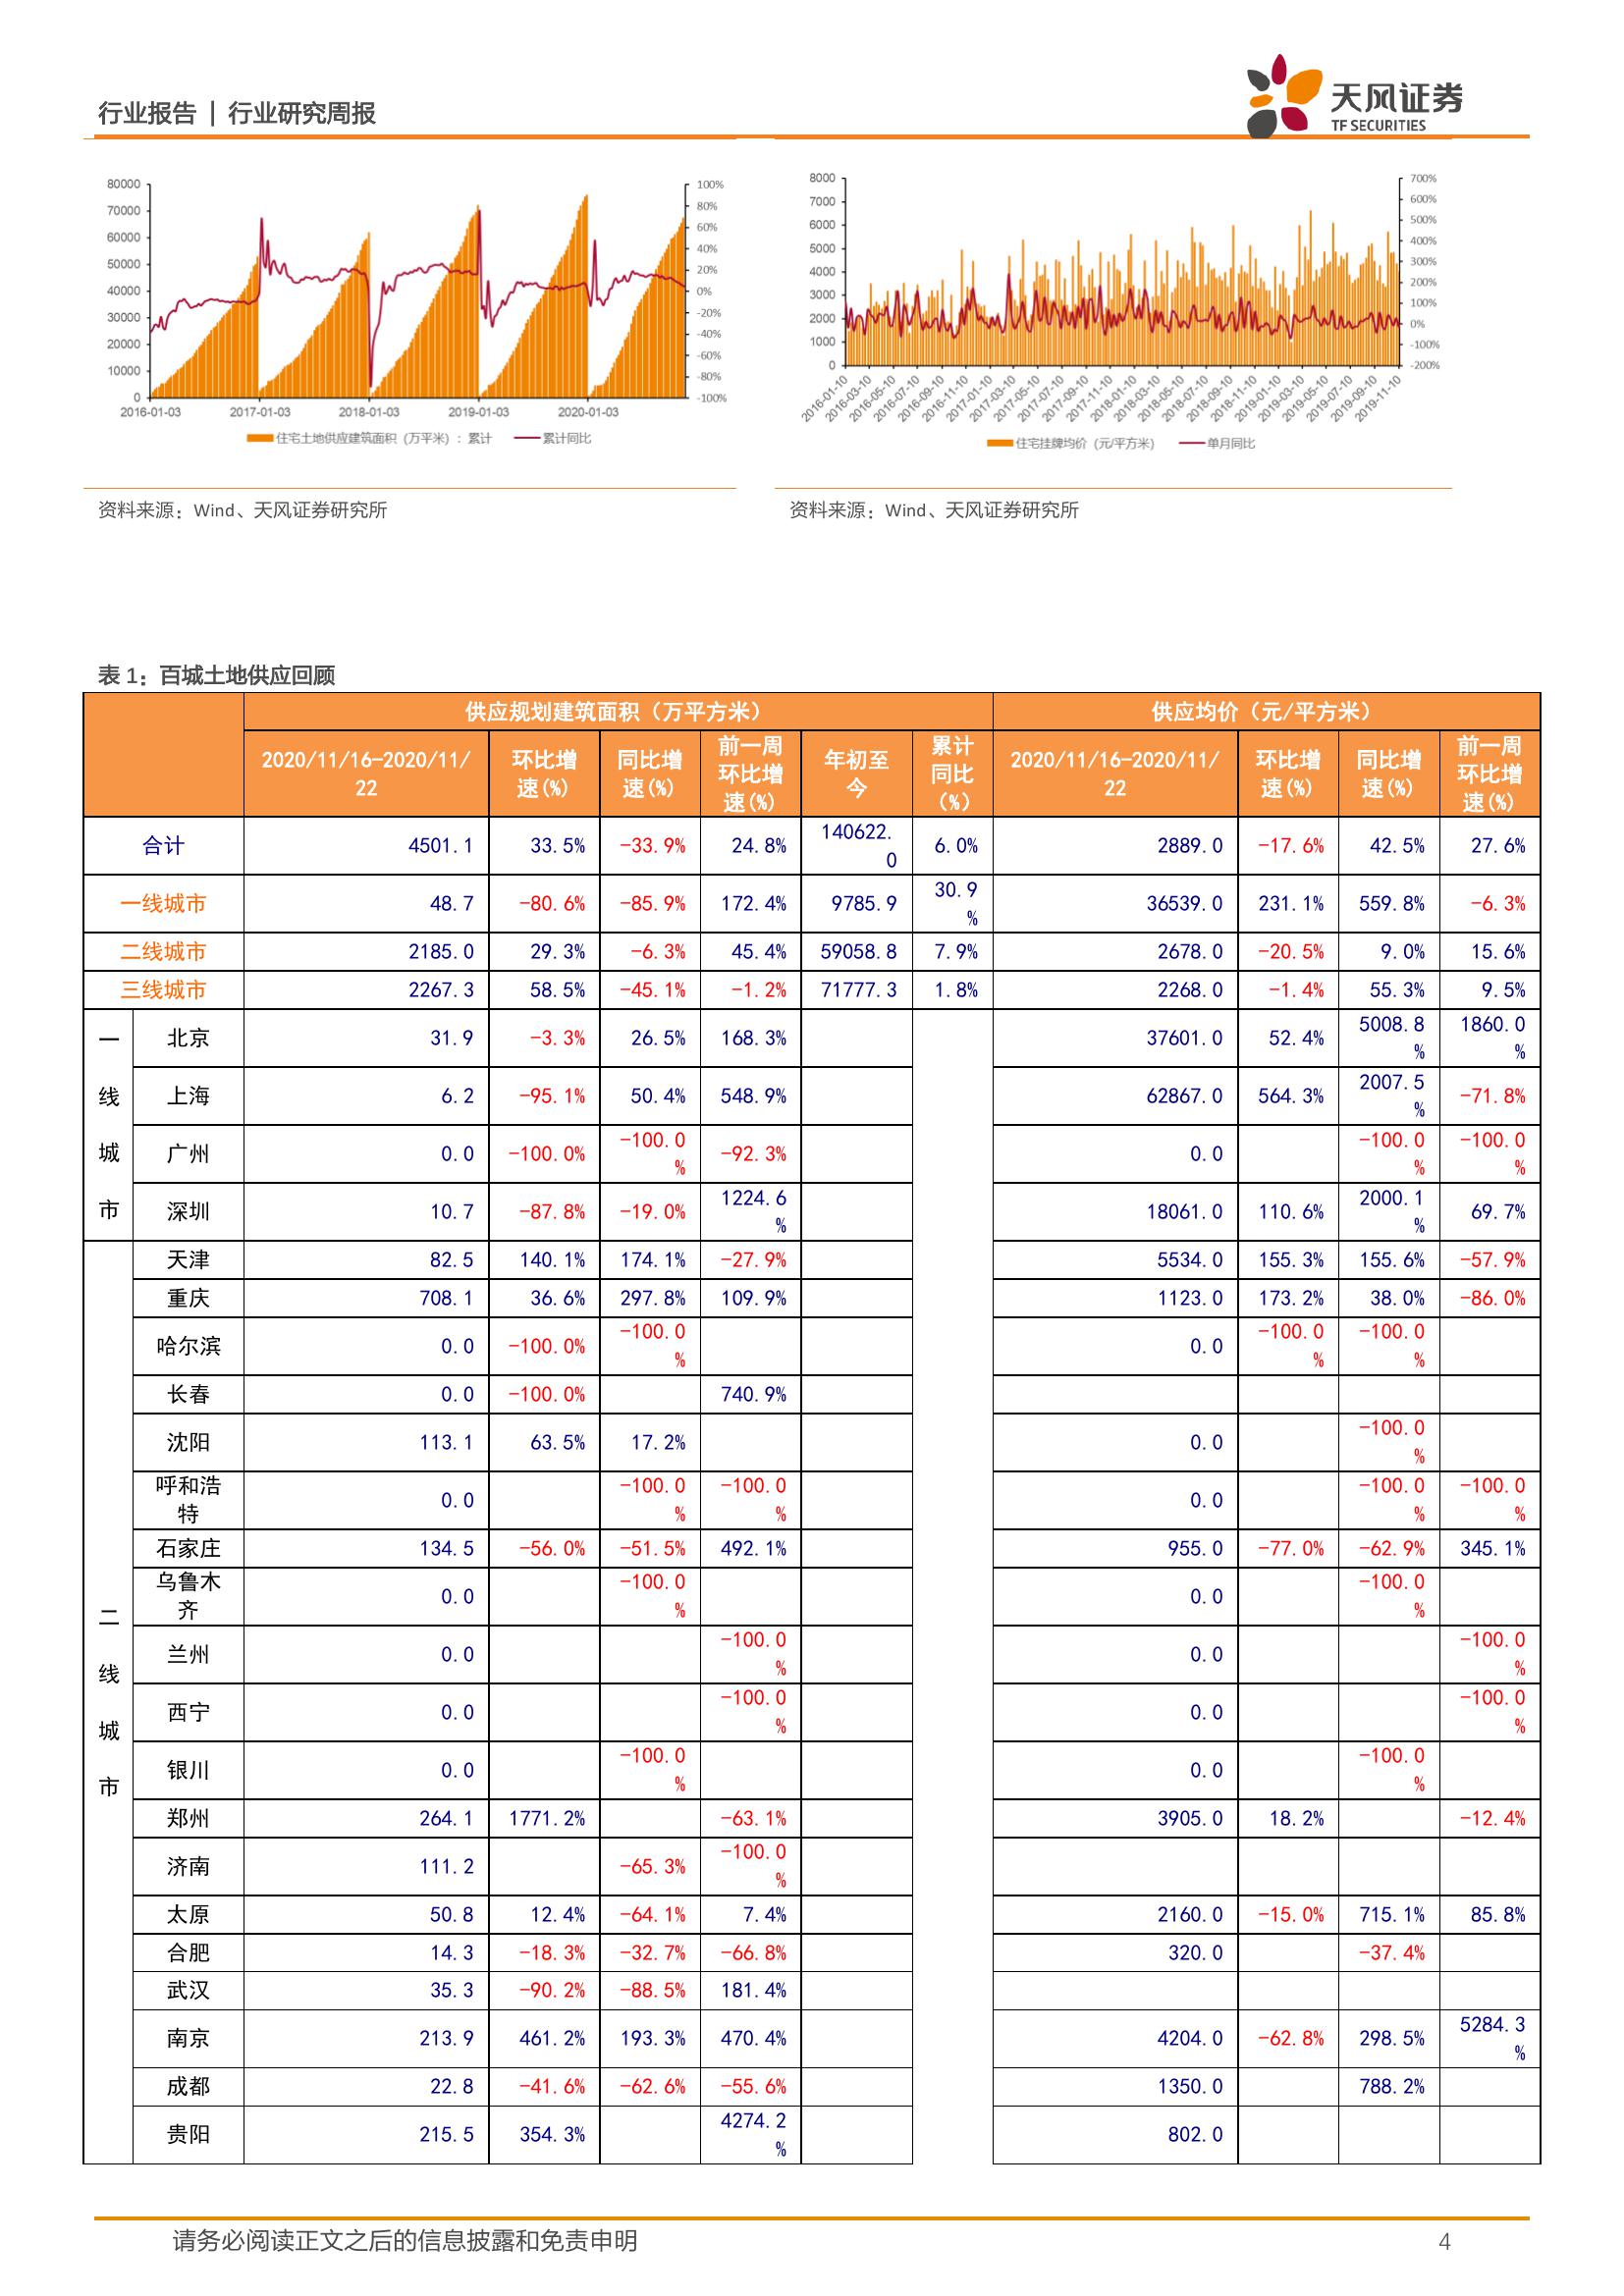 行业报告 | 行业研究周报
天风证券
TF SECURITIES
80000 70000 60000 50000 40000 30000 20000 10000 0
100% 80% 60% 40% 20% 0% -20% -40% -60% -80% -100%
2016-01-03 2017-01-03 2018-01-03 2019-01-03 2020-01-03
住宅土地供应建筑面积（万平米）：累计 累计同比
8000 7000 6000 5000 4000 3000 2000 1000 0
700% 600% 500% 400% 300% 200% 100% 0% -100% -200%
2016-01-10 2016-03-10 2016-05-10 2016-07-10 2016-09-10 2016-11-10 2017-01-10 2017-03-10 2017-05-10 2017-07-10 2017-09-10 2017-11-10 2018-01-10 2018-03-10 2018-05-10 2018-07-10 2018-09-10 2018-11-10 2019-01-10 2019-03-10 2019-05-10 2019-07-10 2019-09-10 2019-11-10
住宅挂牌均价（元/平方米） 单月同比
资料来源：Wind、天风证券研究所
资料来源：Wind、天风证券研究所
表 1：百城土地供应回顾
供应规划建筑面积（万平方米） 供应均价（元/平方米）
2020/11/16-2020/11/22 环比增速(%) 同比增速(%) 前一周环比增速(%) 年初至今 累计同比（%） 2020/11/16-2020/11/22 环比增速(%) 同比增速(%) 前一周环比增速(%)
合计 4501.1 33.5% -33.9% 24.8% 140622.0 6.0% 2889.0 -17.6% 42.5% 27.6%
一线城市 48.7 -80.6% -85.9% 172.4% 9785.9 30.9% 36539.0 231.1% 559.8% -6.3%
二线城市 2185.0 29.3% -6.3% 45.4% 59058.8 7.9% 2678.0 -20.5% 9.0% 15.6%
三线城市 2267.3 58.5% -45.1% -1.2% 71777.3 1.8% 2268.0 -1.4% 55.3% 9.5%
一线城市
北京 31.9 -3.3% 26.5% 168.3% 37601.0 52.4% 5008.8% 1860.0%
上海 6.2 -95.1% 50.4% 548.9% 62867.0 564.3% 2007.5% -71.8%
广州 0.0 -100.0% -100.0% -92.3% 0.0 -100.0% -100.0%
深圳 10.7 -87.8% -19.0% 1224.6% 18061.0 110.6% 2000.1% 69.7%
二线城市
天津 82.5 140.1% 174.1% -27.9% 5534.0 155.3% 155.6% -57.9%
重庆 708.1 36.6% 297.8% 109.9% 1123.0 173.2% 38.0% -86.0%
哈尔滨 0.0 -100.0% -100.0% 0.0 -100.0% -100.0%
长春 0.0 -100.0% 740.9%
沈阳 113.1 63.5% 17.2% 0.0 -100.0%
呼和浩特 0.0 -100.0% -100.0% 0.0 -100.0% -100.0%
石家庄 134.5 -56.0% -51.5% 492.1% 955.0 -77.0% -62.9% 345.1%
乌鲁木齐 0.0 -100.0% 0.0 -100.0%
兰州 0.0 -100.0% 0.0 -100.0%
西宁 0.0 -100.0% 0.0 -100.0%
银川 0.0 -100.0% 0.0 -100.0%
郑州 264.1 1771.2% -63.1% 3905.0 18.2% -12.4%
济南 111.2 -65.3% -100.0%
太原 50.8 12.4% -64.1% 7.4% 2160.0 -15.0% 715.1% 85.8%
合肥 14.3 -18.3% -32.7% -66.8% 320.0 -37.4%
武汉 35.3 -90.2% -88.5% 181.4%
南京 213.9 461.2% 193.3% 470.4% 4204.0 -62.8% 298.5% 5284.3%
成都 22.8 -41.6% -62.6% -55.6% 1350.0 788.2%
贵阳 215.5 354.3% 4274.2% 802.0
请务必阅读正文之后的信息披露和免责申明 4